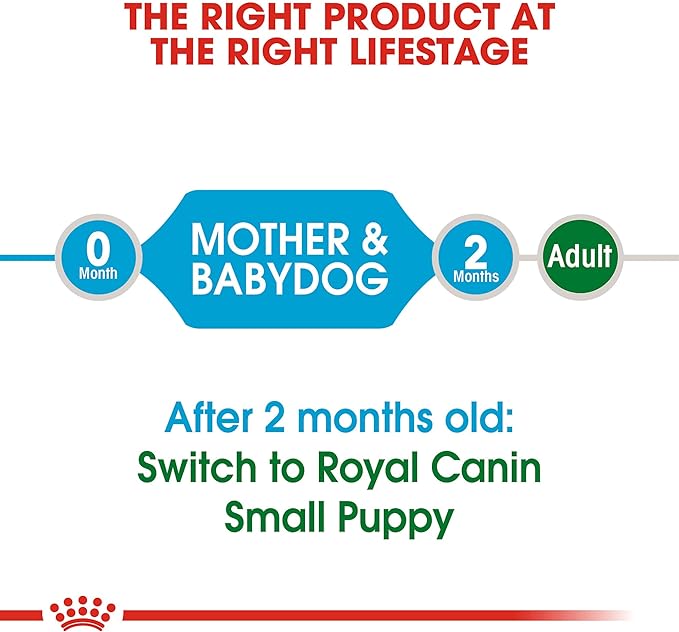 THE RIGHT PRODUCT AT
THE RIGHT LIFESTAGE
0
Month
MOTHER &
BABYDOG
2
Months
Adult
After 2 months old:
Switch to Royal Canin
Small Puppy